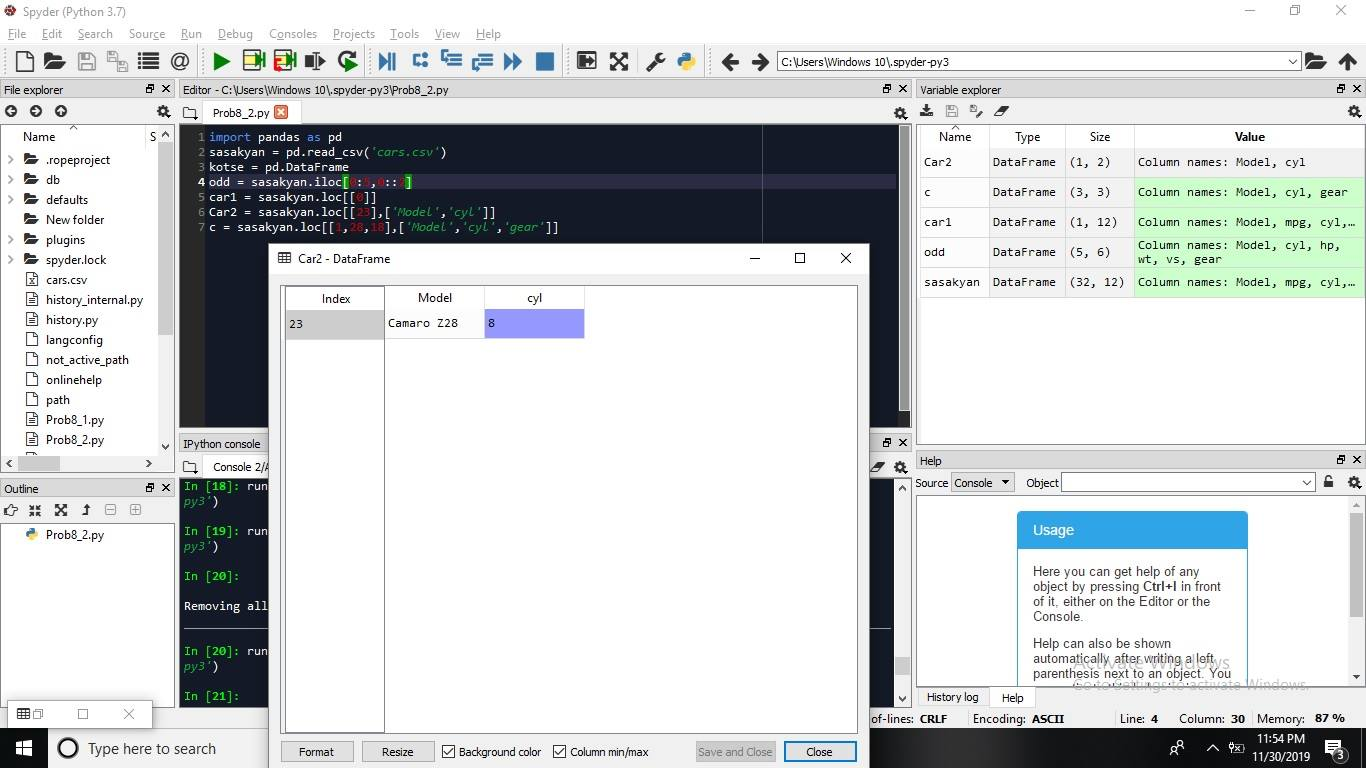 Spyder (Python 3.7)
File Edit Search Source Run Debug Consoles Projects Tools View Help
C:\Users\Windows 10\.spyder-py3
File explorer
Name S
.ropeproject
db
defaults
New folder
plugins
spyder.lock
cars.csv
history_internal.py
history.py
langconfig
not_active_path
onlinehelp
path
Prob8_1.py
Prob8_2.py
Outline
Prob8_2.py
Editor - C:\Users\Windows 10\.spyder-py3\Prob8_2.py
Prob8_2.py
1 import pandas as pd
2 sasakyan = pd.read_csv('cars.csv')
3 kotse = pd.DataFrame
4 odd = sasakyan.iloc[0:5,0::2]
5 car1 = sasakyan.loc[[0]]
6 Car2 = sasakyan.loc[[23],['Model','cyl']]
7 c = sasakyan.loc[[1,28,18],['Model','cyl','gear']]
Car2 - DataFrame
Index Model cyl
23 Camaro Z28 8
Format Resize Background color Column min/max Save and Close Close
IPython console
Console 2/A
In [18]: run
py3')
In [19]: run
py3')
In [20]:
Removing all
In [20]: run
py3')
In [21]:
Variable explorer
Name Type Size Value
Car2 DataFrame (1, 2) Column names: Model, cyl
c DataFrame (3, 3) Column names: Model, cyl, gear
car1 DataFrame (1, 12) Column names: Model, mpg, cyl,…
odd DataFrame (5, 6) Column names: Model, cyl, hp,
wt, vs, gear
sasakyan DataFrame (32, 12) Column names: Model, mpg, cyl,…
Help
Source Console Object
Usage
Here you can get help of any
object by pressing Ctrl+I in front
of it, either on the Editor or the
Console.
Help can also be shown
automatically after writing a left
parenthesis next to an object. You
Activate Windows
Go to Settings to activate Windows.
History log Help
of-lines: CRLF Encoding: ASCII Line: 4 Column: 30 Memory: 87 %
Type here to search
11:54 PM
11/30/2019
3